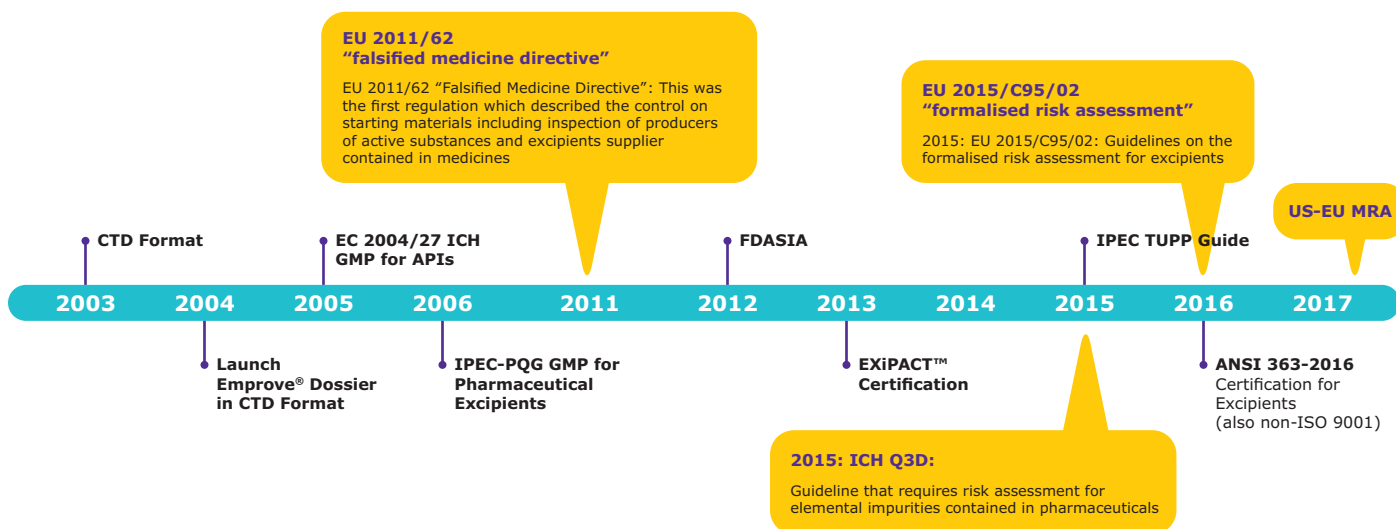 EU 2011/62
“falsified medicine directive”
EU 2011/62 “Falsified Medicine Directive”: This was
the first regulation which described the control on
starting materials including inspection of producers
of active substances and excipients supplier
contained in medicines
EU 2015/C95/02
“formalised risk assessment”
2015: EU 2015/C95/02: Guidelines on the
formalised risk assessment for excipients
US-EU MRA
CTD Format
EC 2004/27 ICH
GMP for APIs
FDASIA
IPEC TUPP Guide
2003 2004 2005 2006 2011 2012 2013 2014 2015 2016 2017
Launch
Emprove® Dossier
in CTD Format
IPEC-PQG GMP for
Pharmaceutical
Excipients
EXiPACT™
Certification
ANSI 363-2016
Certification for
Excipients
(also non-ISO 9001)
2015: ICH Q3D:
Guideline that requires risk assessment for
elemental impurities contained in pharmaceuticals